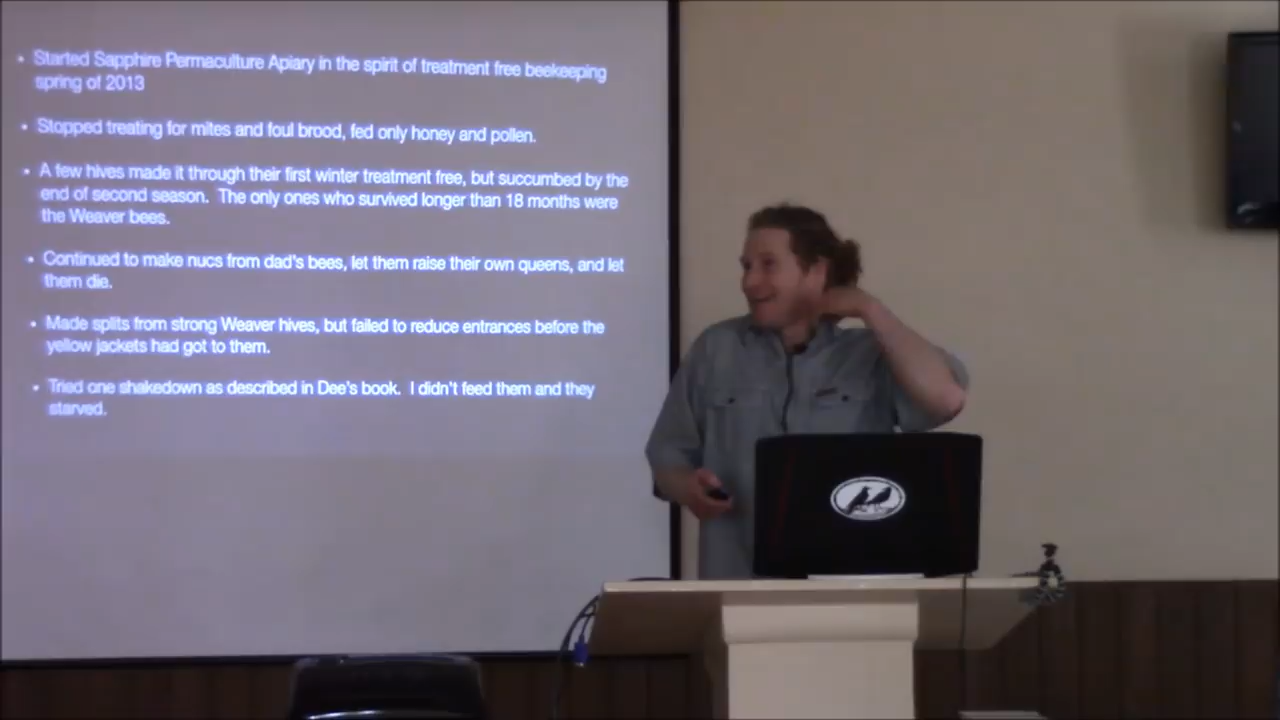 • Started Sapphire Permaculture Apiary in the spirit of treatment free beekeeping
spring of 2013
• Stopped treating for mites and foul brood, fed only honey and pollen.
• A few hives made it through their first winter treatment free, but succumbed by the
end of second season. The only ones who survived longer than 18 months were
the Weaver bees.
• Continued to make nucs from dad's bees, let them raise their own queens, and let
them die.
• Made splits from strong Weaver hives, but failed to reduce entrances before the
yellow jackets had got to them.
• Tried one shakedown as described in Dee's book. I didn't feed them and they
starved.